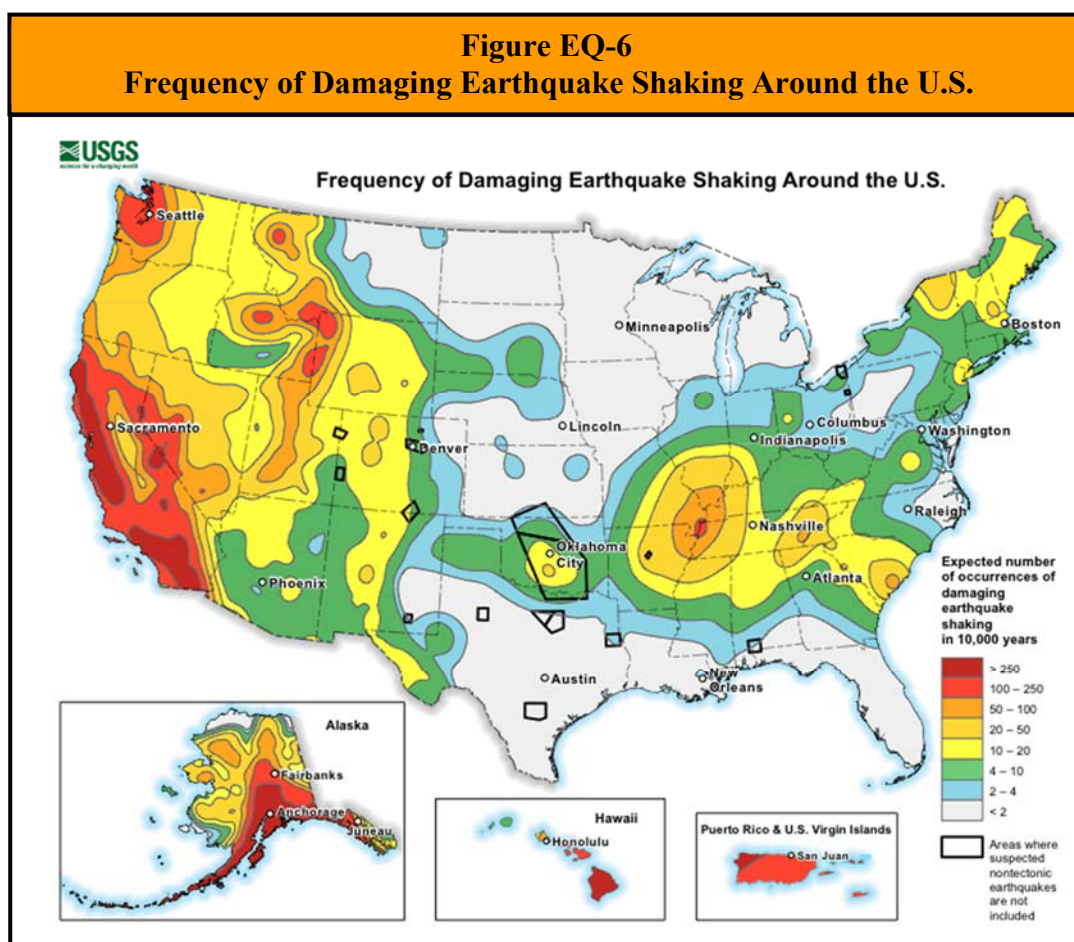 Figure EQ-6
Frequency of Damaging Earthquake Shaking Around the U.S.
USGS
science for a changing world
Frequency of Damaging Earthquake Shaking Around the U.S.
Seattle
Minneapolis
Boston
Sacramento
Denver
Lincoln
Columbus
Indianapolis
Washington
Raleigh
Nashville
Oklahoma
City
Phoenix
Atlanta
Austin
New
Orleans
Expected number
of occurrences of
damaging
earthquake
shaking
in 10,000 years
> 250
100 – 250
50 – 100
20 – 50
10 – 20
4 – 10
2 – 4
< 2
Areas where
suspected
nontectonic
earthquakes
are not
included
Alaska
Fairbanks
Anchorage
Juneau
Hawaii
Honolulu
Puerto Rico & U.S. Virgin Islands
San Juan